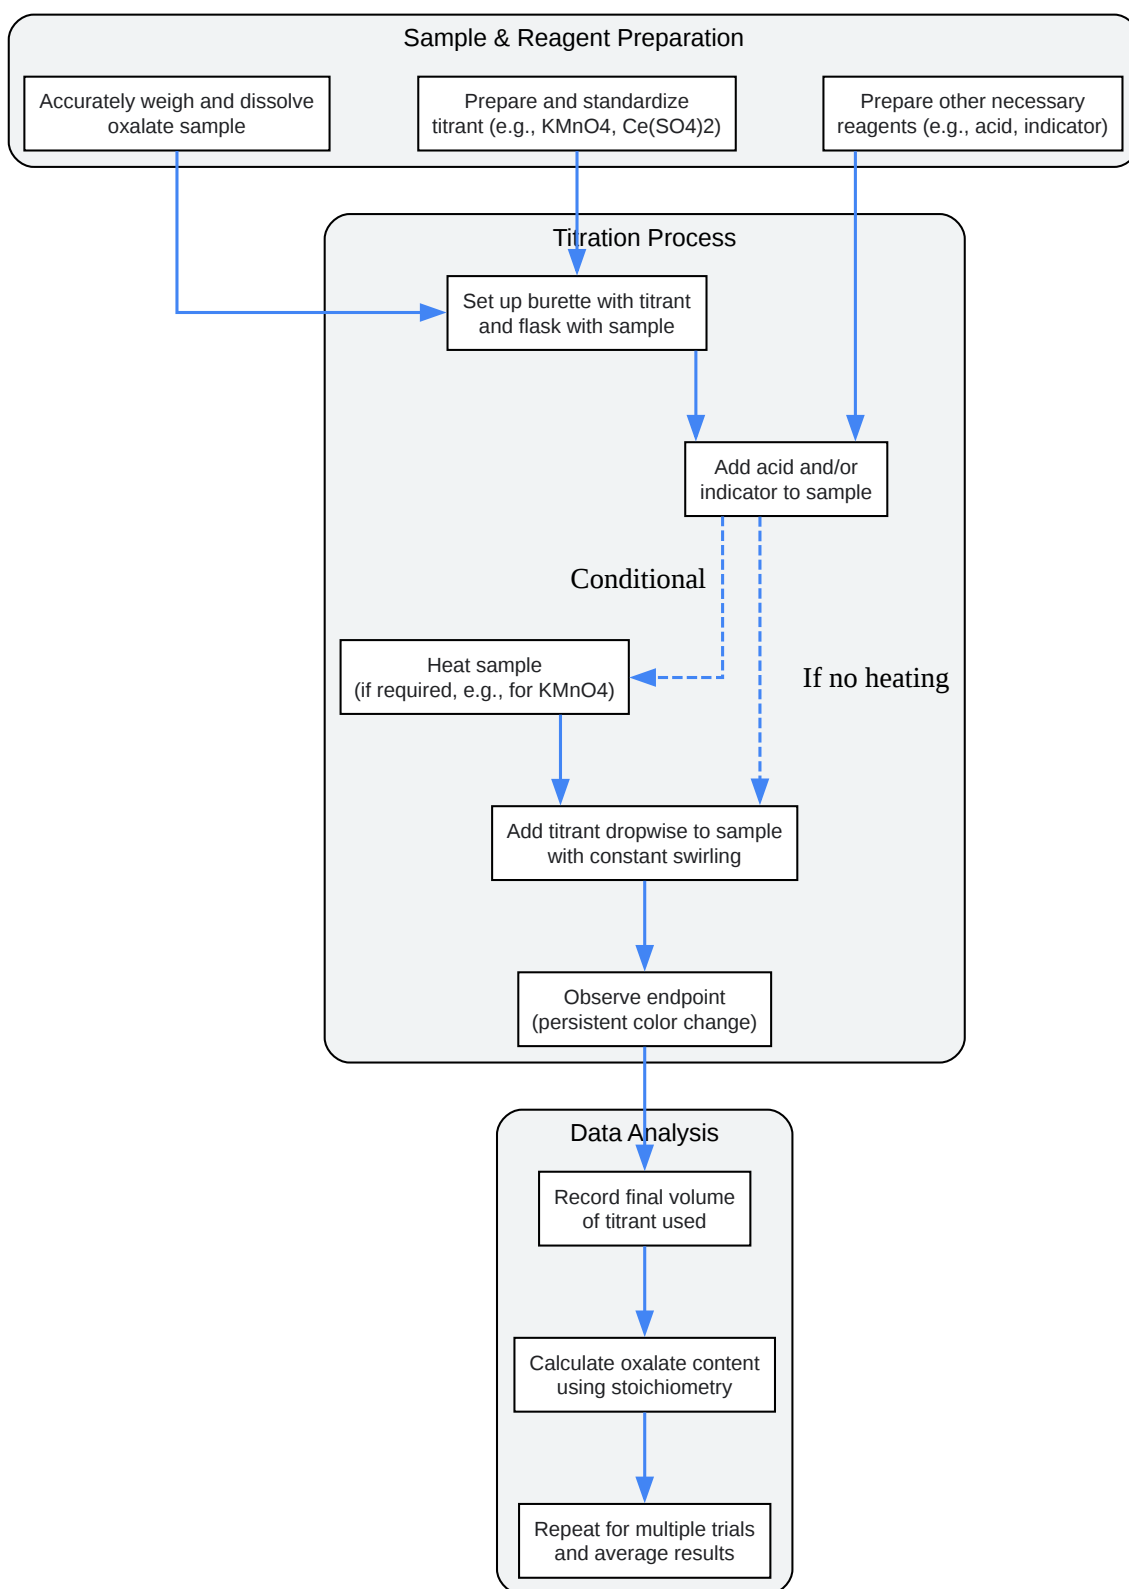 Sample & Reagent Preparation
Accurately weigh and dissolve
oxalate sample
Prepare and standardize
titrant (e.g., KMnO4, Ce(SO4)2)
Prepare other necessary
reagents (e.g., acid, indicator)
Titration Process
Set up burette with titrant
and flask with sample
Add acid and/or
indicator to sample
Conditional
Heat sample
(if required, e.g., for KMnO4)
If no heating
Add titrant dropwise to sample
with constant swirling
Observe endpoint
(persistent color change)
Data Analysis
Record final volume
of titrant used
Calculate oxalate content
using stoichiometry
Repeat for multiple trials
and average results